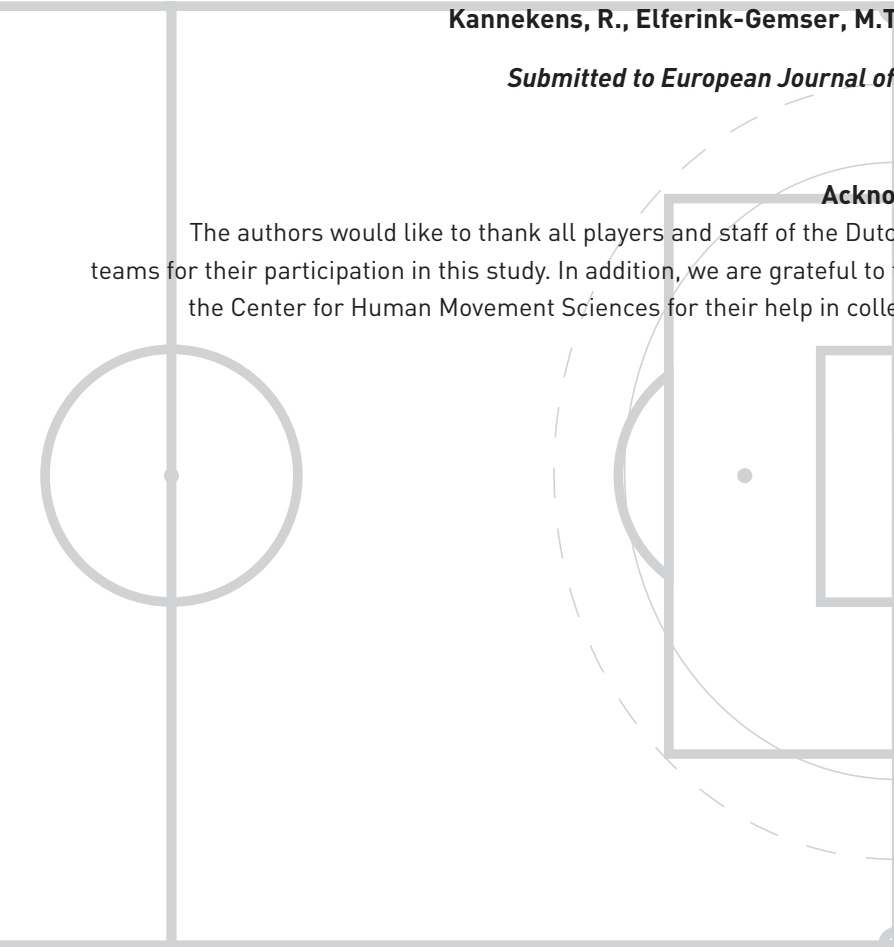 Kannekens, R., Elferink-Gemser, M.T
Submitted to European Journal of
Ackno
The authors would like to thank all players and staff of the Dutc
teams for their participation in this study. In addition, we are grateful to
the Center for Human Movement Sciences for their help in colle